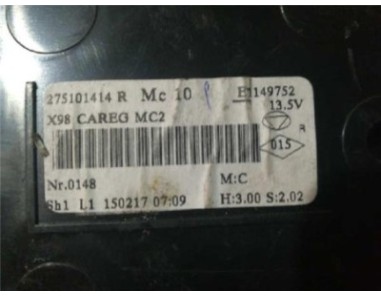 275101414 R Mc 10 E1149752
13.5V
X98 CAREG MC2
R
015
Nr.0148 M:C
Sh1 L1 150217 07:09 H:3.00 S:2.02